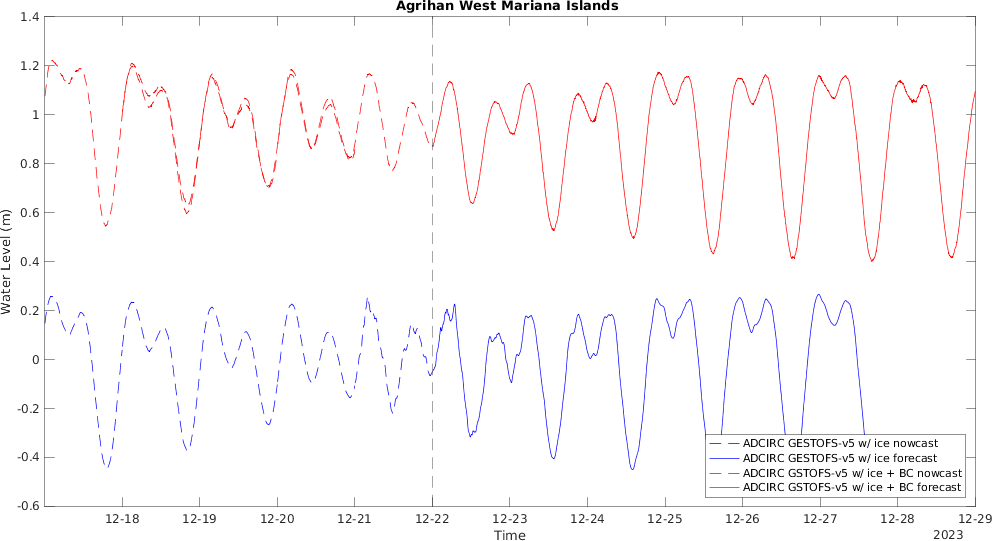 Agrihan West Mariana Islands
1.4
1.2
1
0.8
0.6
0.4
0.2
0
-0.2
-0.4
-0.6
Water Level (m)
ADCIRC GESTOFS-v5 w/ ice nowcast
ADCIRC GESTOFS-v5 w/ ice forecast
ADCIRC GSTOFS-v5 w/ ice + BC nowcast
ADCIRC GSTOFS-v5 w/ ice + BC forecast
12-18 12-19 12-20 12-21 12-22 12-23 12-24 12-25 12-26 12-27 12-28 12-29
Time
2023